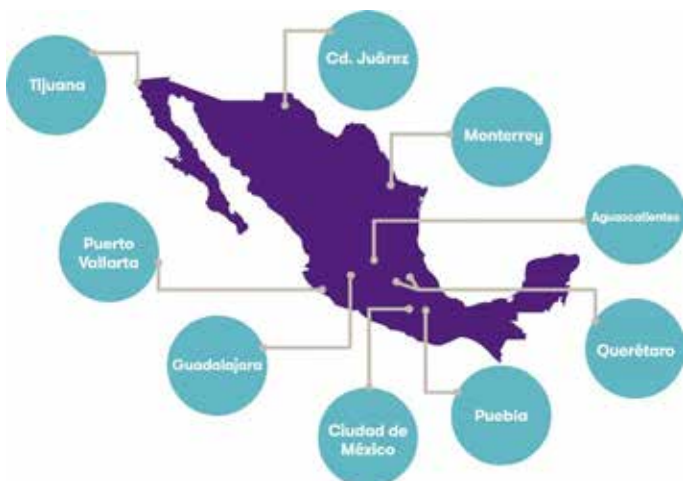 Cd. Juárez
Tijuana
Monterrey
Aguascalientes
Puerto
Vallarta
Querétaro
Guadalajara
Puebla
Ciudad de
México